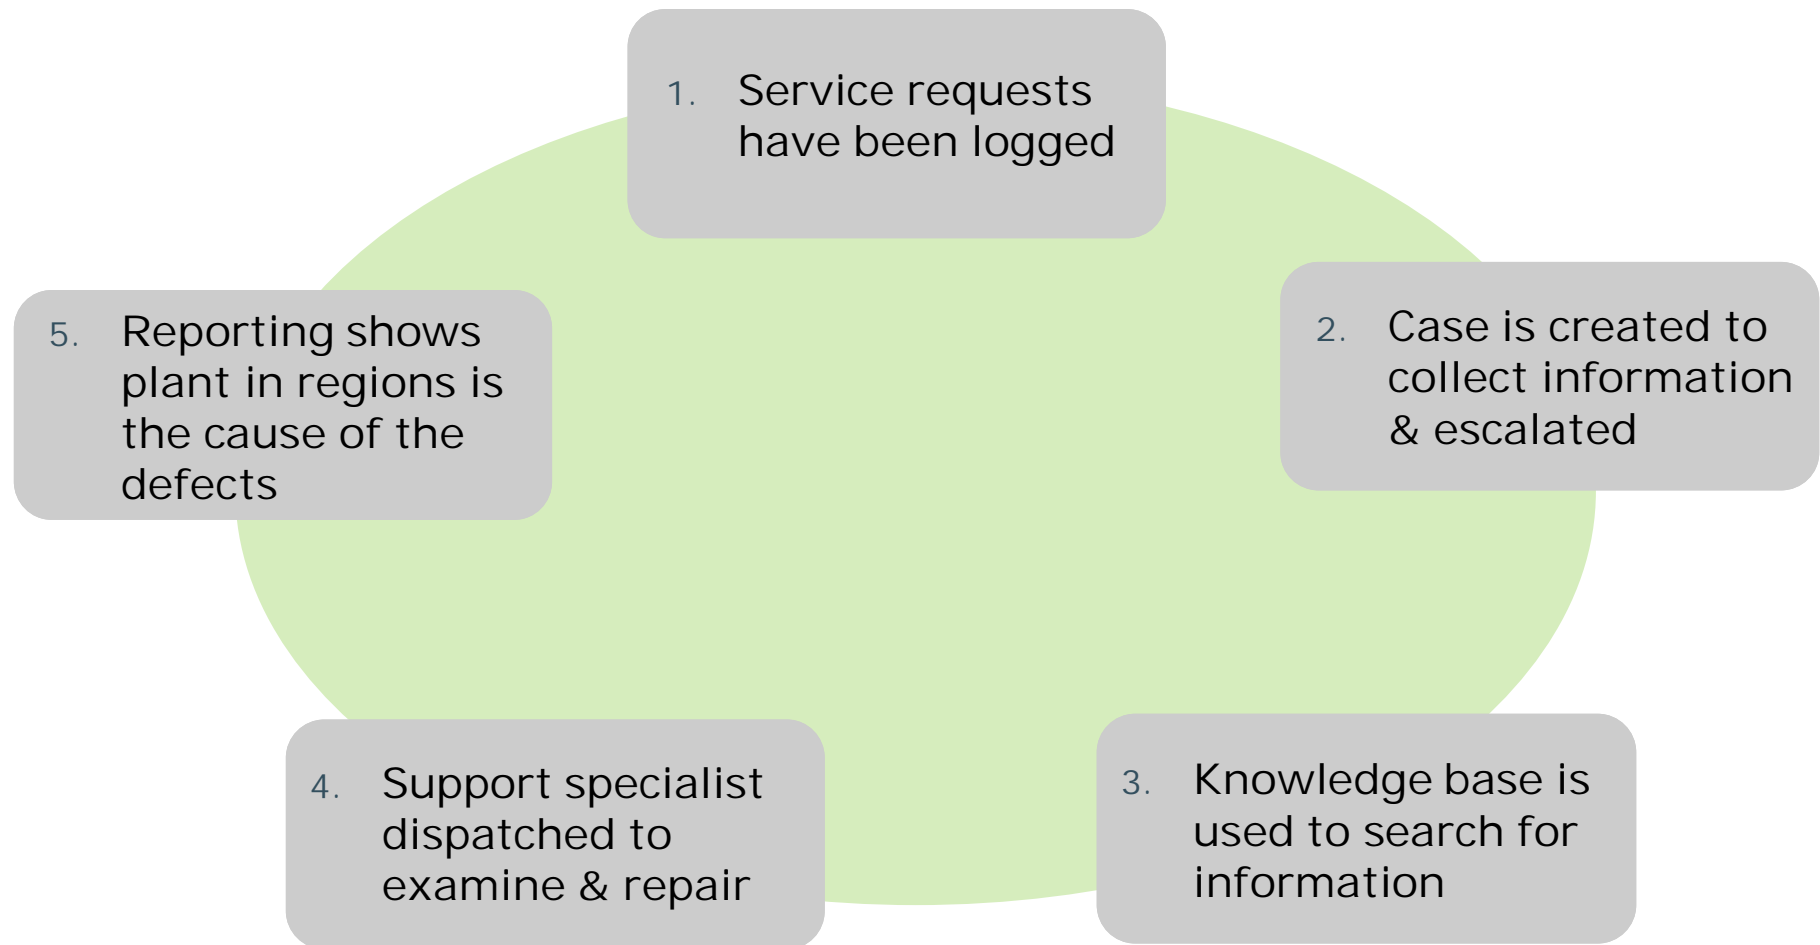 1. Service requests
have been logged
2. Case is created to
collect information
& escalated
3. Knowledge base is
used to search for
information
4. Support specialist
dispatched to
examine & repair
5. Reporting shows
plant in regions is
the cause of the
defects